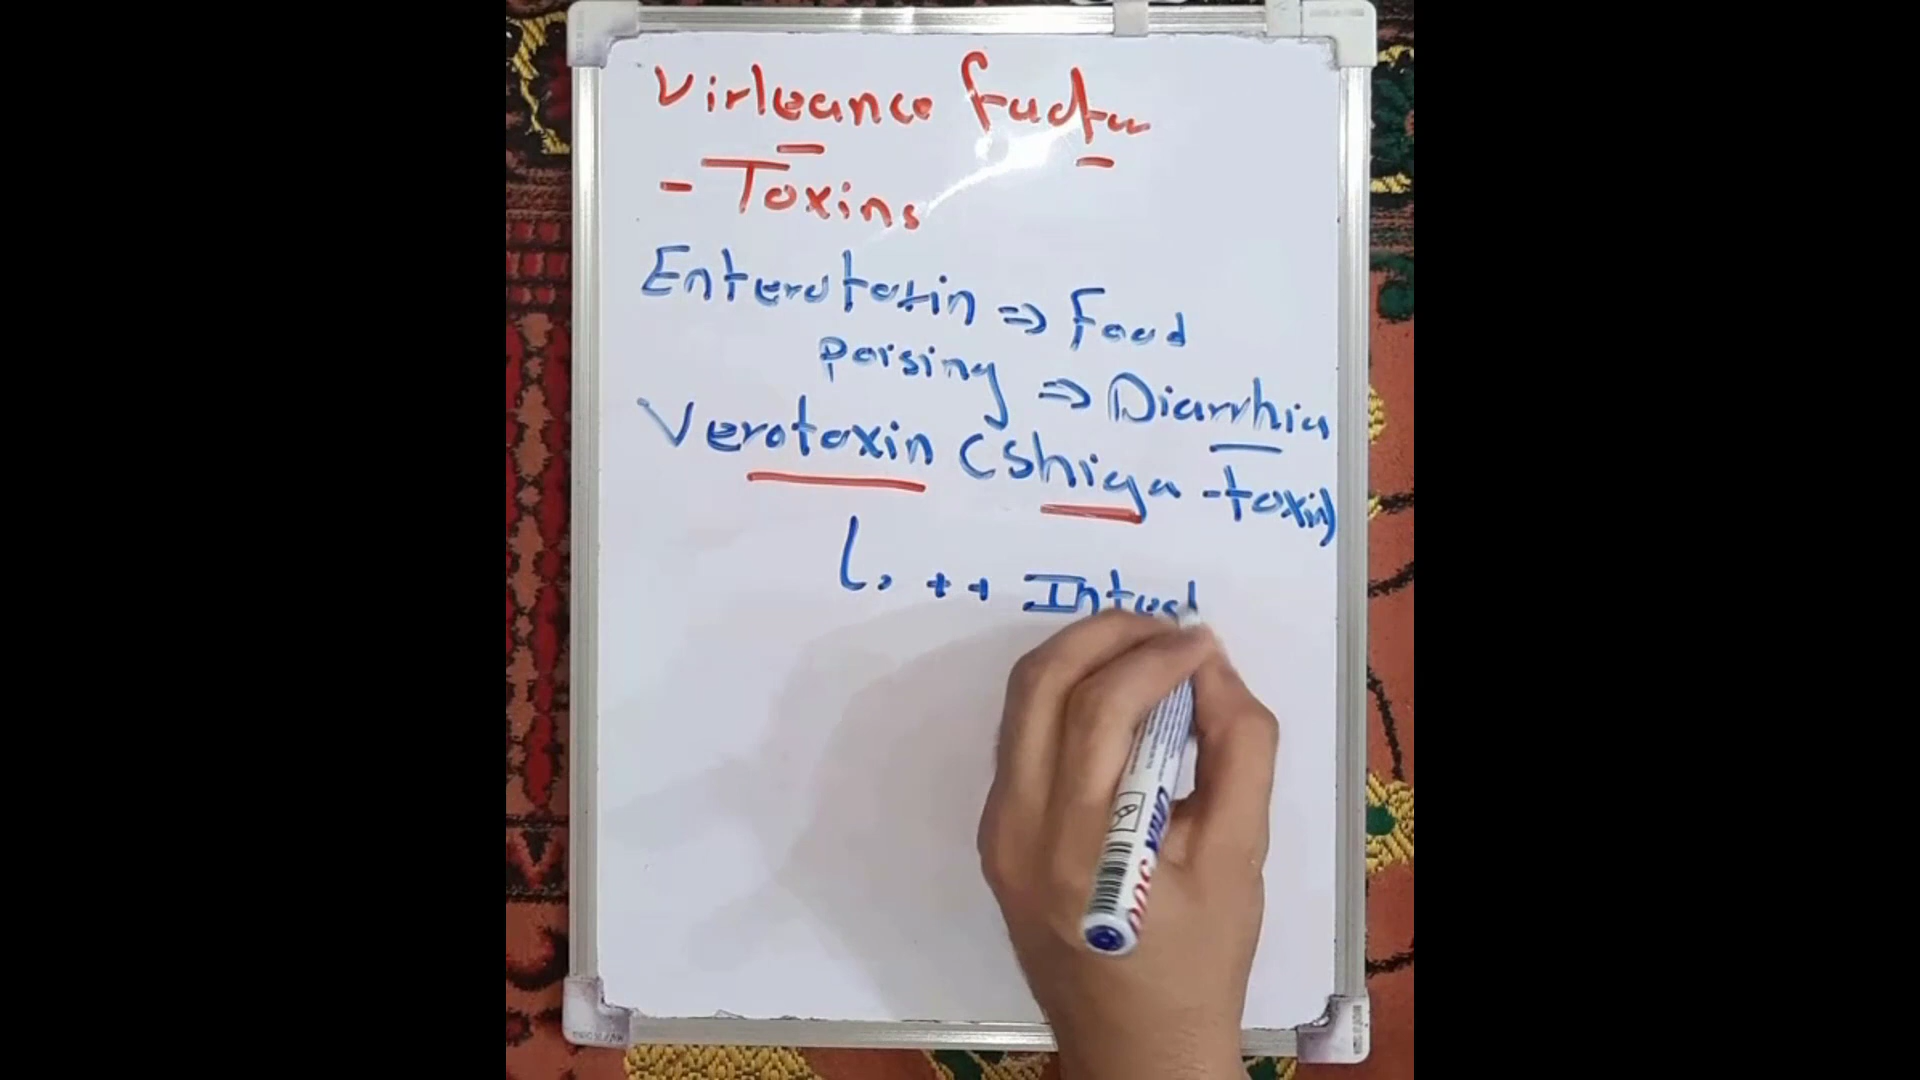 Virleance factor
- Toxins
Enterotoxin => Food
Poising => Diarrhia
Verotoxin (Shiga-toxin)
++ Intest